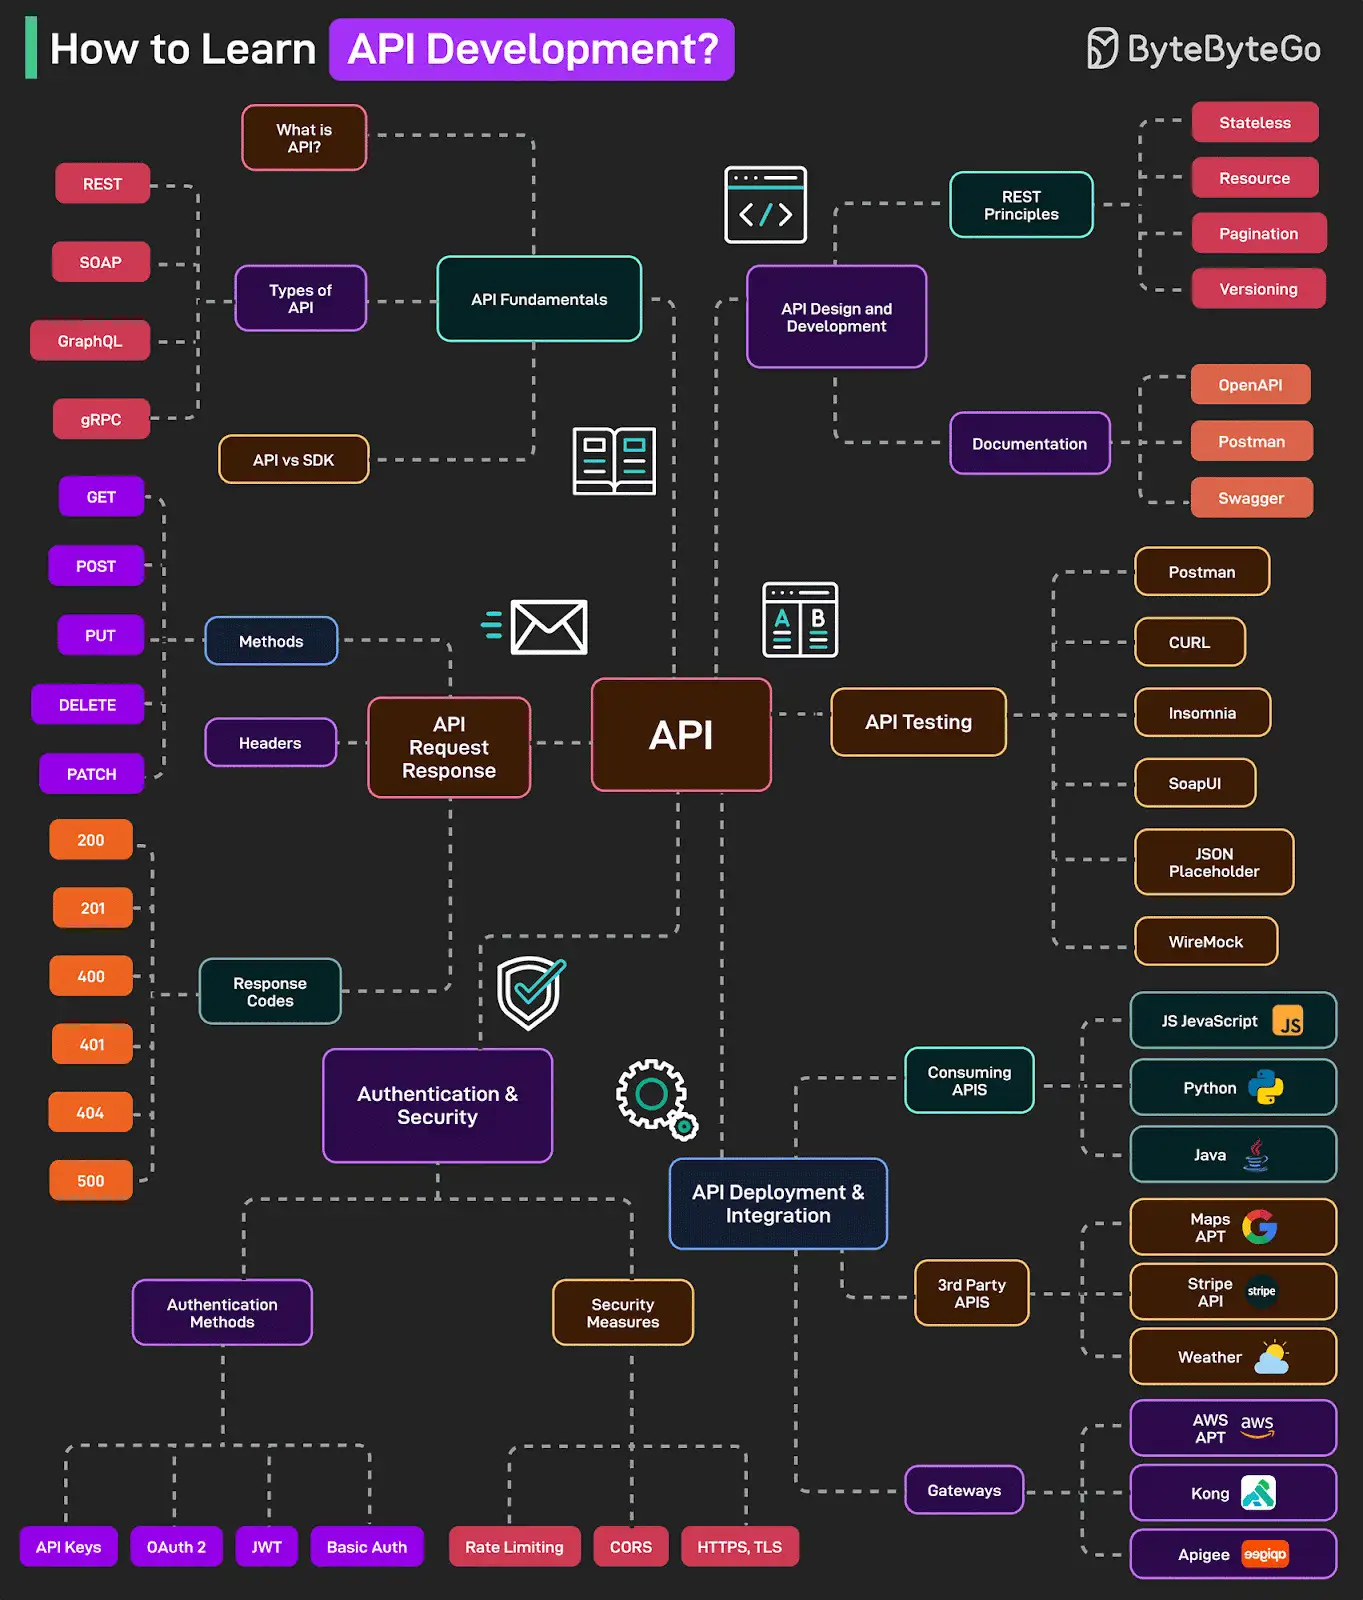 How to Learn API Development?
ByteByteGo
What is
API?
REST
SOAP
GraphQL
gRPC
Types of
API
API Fundamentals
API vs SDK
API Design and
Development
REST
Principles
Stateless
Resource
Pagination
Versioning
Documentation
OpenAPI
Postman
Swagger
GET
POST
PUT
DELETE
PATCH
Methods
Headers
API
Request
Response
API
A B
API Testing
Postman
CURL
Insomnia
SoapUI
JSON
Placeholder
WireMock
200
201
400
401
404
500
Response
Codes
Authentication &
Security
Authentication
Methods
Security
Measures
API Keys
OAuth 2
JWT
Basic Auth
Rate Limiting
CORS
HTTPS, TLS
API Deployment &
Integration
Consuming
APIS
JS JevaScript JS
Python
Java
3rd Party
APIS
Maps
APT
Stripe
API
stripe
Weather
Gateways
AWS
APT
aws
Kong
Apigee apigee